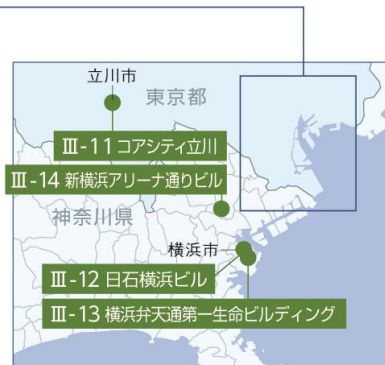 立川市
東京都
Ⅲ-11 コアシティ立川
Ⅲ-14 新横浜アリーナ通りビル
神奈川県
横浜市
Ⅲ-12 日石横浜ビル
Ⅲ-13 横浜弁天通第一生命ビルディング